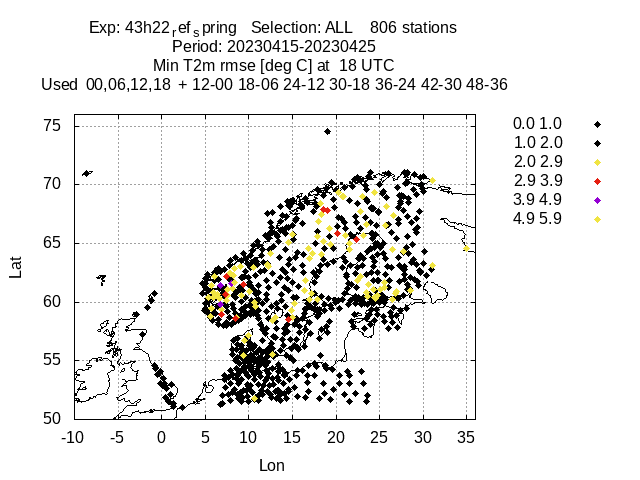 Exp: 43h22refspring Selection: ALL 806 stations
Period: 20230415-20230425
Min T2m rmse [deg C] at 18 UTC
Used 00,06,12,18 + 12-00 18-06 24-12 30-18 36-24 42-30 48-36
75
70
65
60
55
50
Lat
-10 -5 0 5 10 15 20 25 30 35
Lon
0.0 1.0
1.0 2.0
2.0 2.9
2.9 3.9
3.9 4.9
4.9 5.9